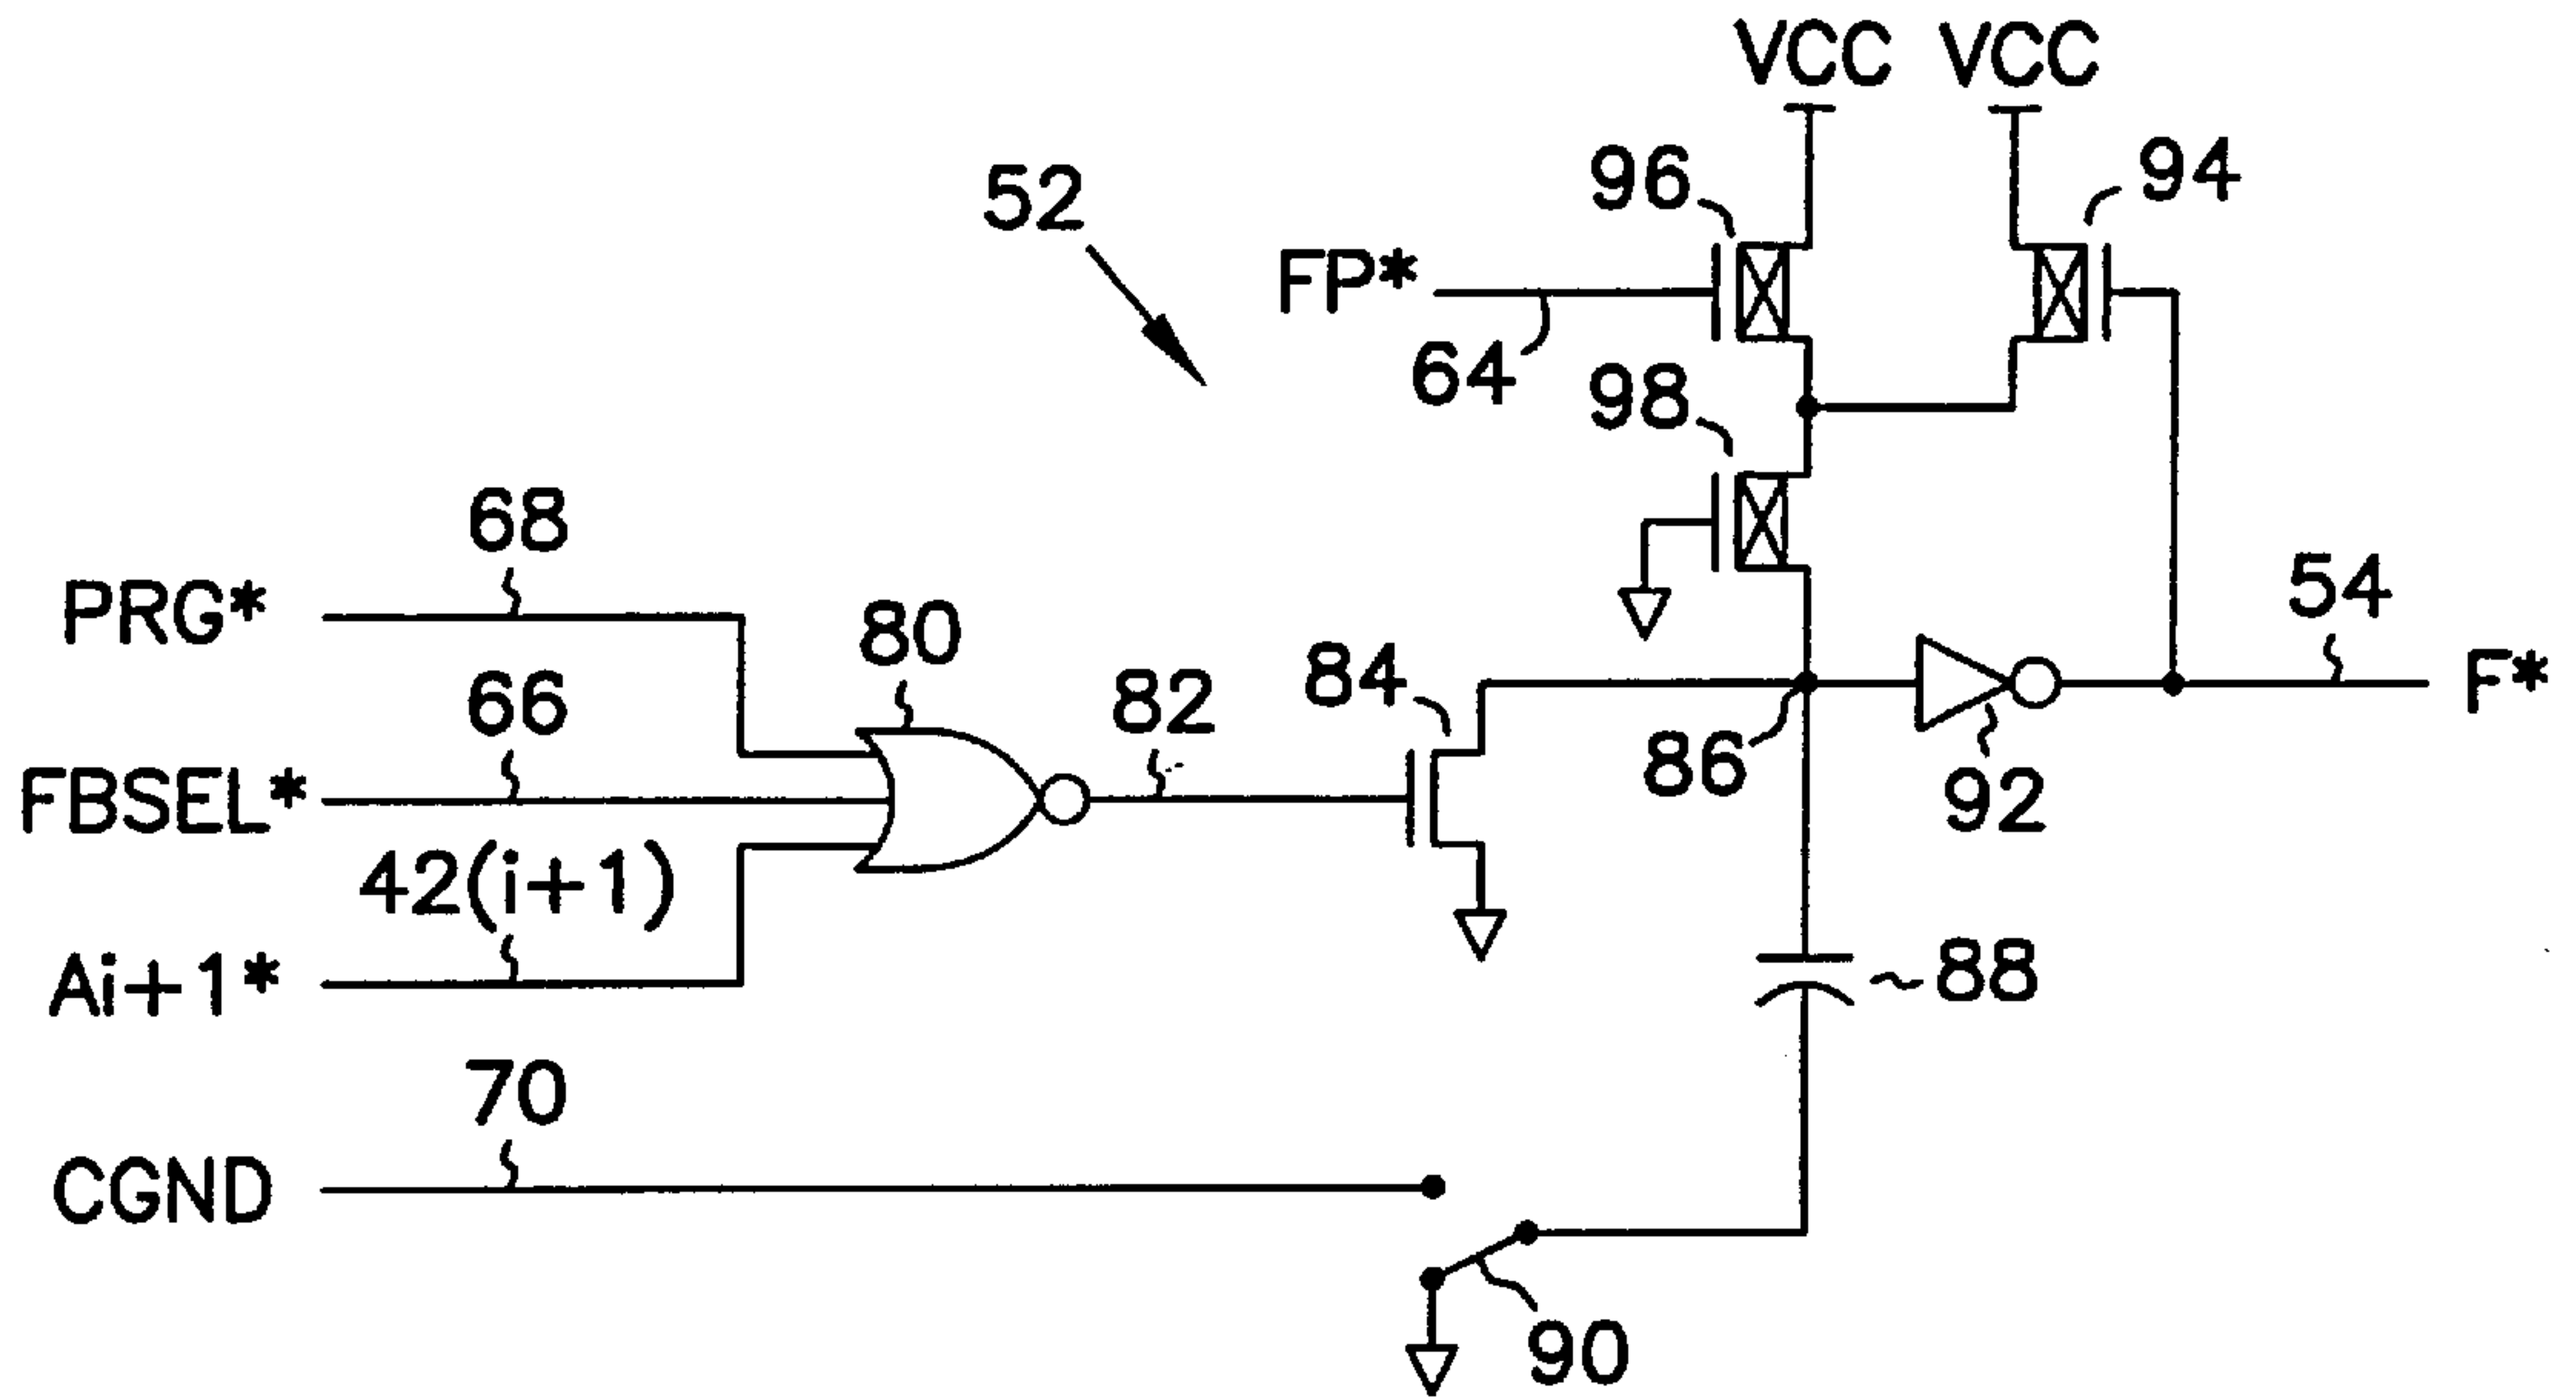 VCC VCC
96
94
52
FP*
64
98
68
PRG*
80
84
54
66
82
F*
FBSEL*
86
92
42(i+1)
Ai+1*
88
70
CGND
90